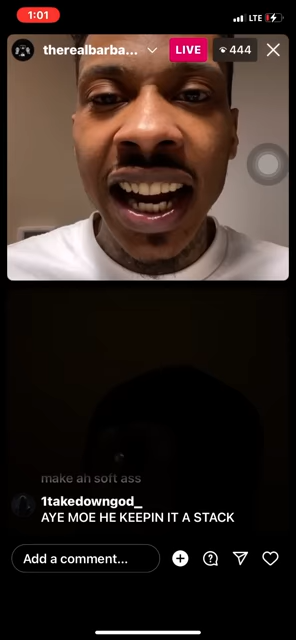 1:01
LTE
therealbarba...
LIVE
444
make ah soft ass
1takedowngod_
AYE MOE HE KEEPIN IT A STACK
Add a comment...